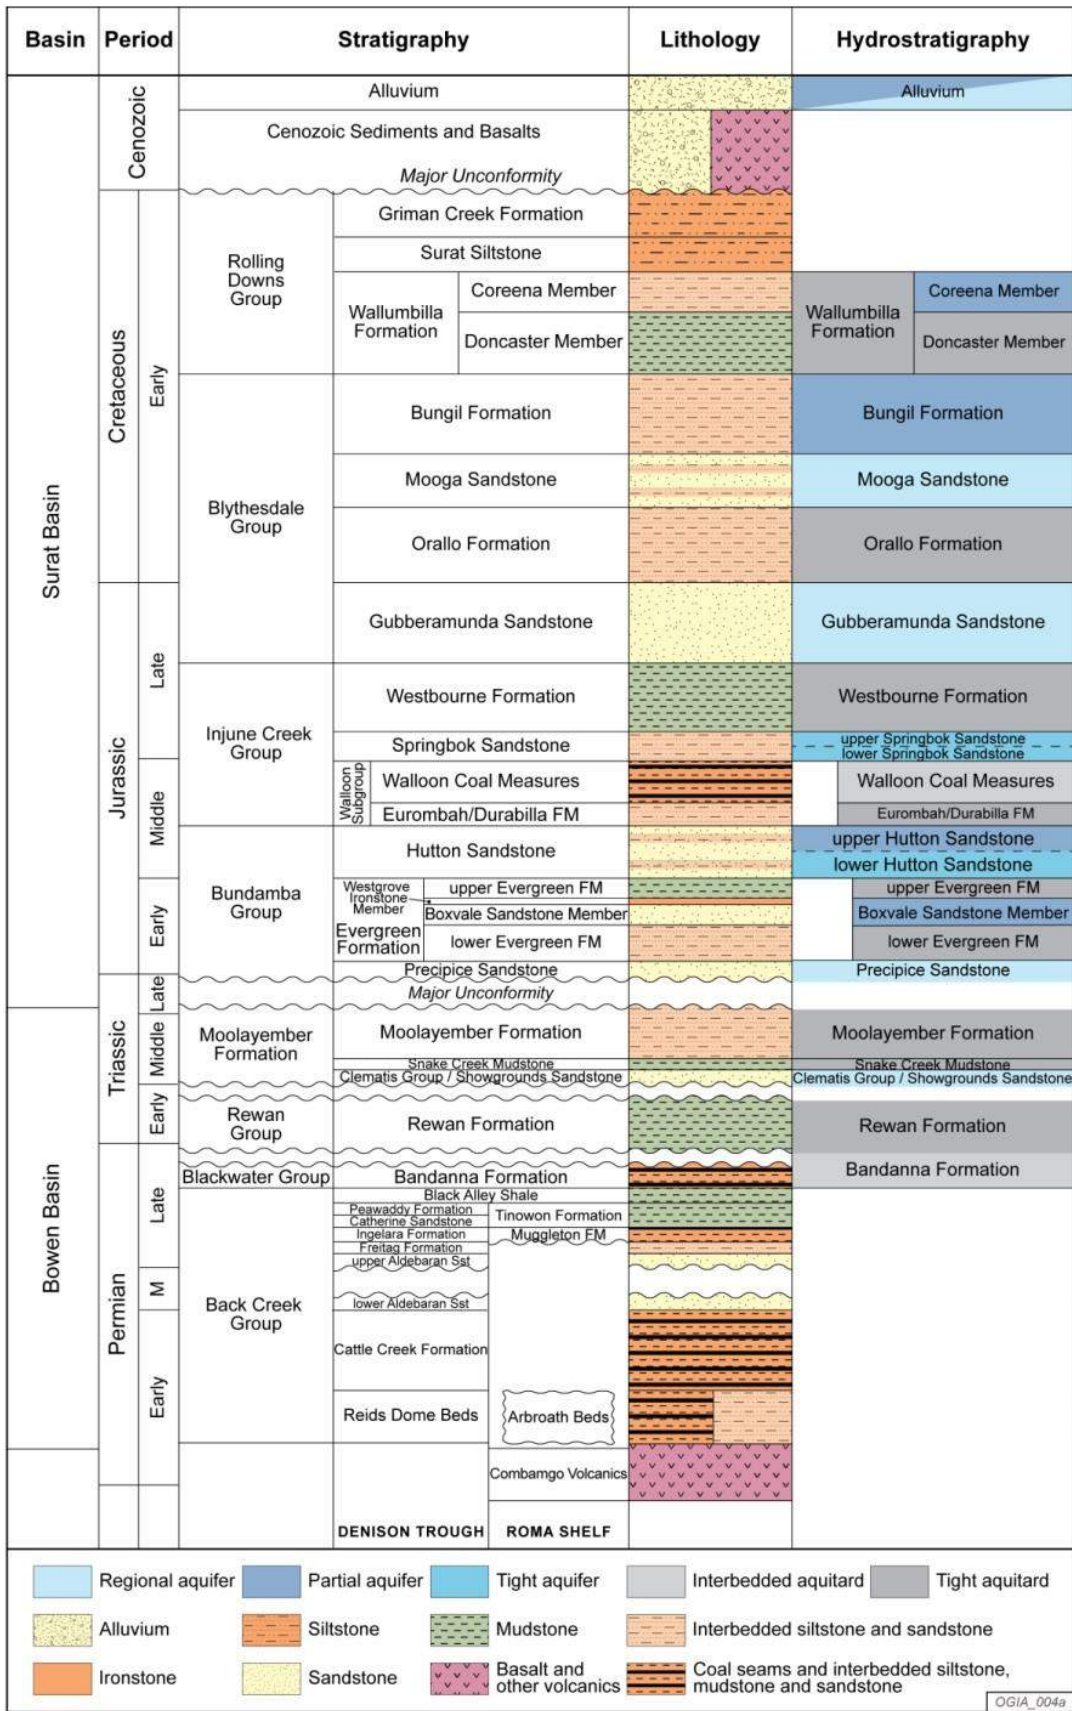 Basin Period Stratigraphy Lithology Hydrostratigraphy
Surat Basin
Bowen Basin
Cenozoic
Cretaceous
Early
Jurassic
Late
Middle
Early
Triassic
Late
Middle
Early
Permian
Late
M
Early
Alluvium
Cenozoic Sediments and Basalts
Major Unconformity
Rolling
Downs
Group
Griman Creek Formation
Surat Siltstone
Wallumbilla
Formation
Coreena Member
Doncaster Member
Blythesdale
Group
Bungil Formation
Mooga Sandstone
Orallo Formation
Gubberamunda Sandstone
Injune Creek
Group
Westbourne Formation
Springbok Sandstone
Walloon
Subgroup
Walloon Coal Measures
Eurombah/Durabilla FM
Bundamba
Group
Hutton Sandstone
Westgrove
Ironstone
Member
Evergreen
Formation
upper Evergreen FM
Boxvale Sandstone Member
lower Evergreen FM
Precipice Sandstone
Major Unconformity
Moolayember
Formation
Moolayember Formation
Snake Creek Mudstone
Clematis Group / Showgrounds Sandstone
Rewan
Group
Rewan Formation
Blackwater Group
Bandanna Formation
Back Creek
Group
Black Alley Shale
Peawaddy Formation
Catherine Sandstone
Ingelara Formation
Freitag Formation
upper Aldebaran Sst
lower Aldebaran Sst
Cattle Creek Formation
Reids Dome Beds
Tinowon Formation
Muggleton FM
Arbroath Beds
Combamgo Volcanics
DENISON TROUGH
ROMA SHELF
Alluvium
Wallumbilla
Formation
Coreena Member
Doncaster Member
Bungil Formation
Mooga Sandstone
Orallo Formation
Gubberamunda Sandstone
Westbourne Formation
upper Springbok Sandstone
lower Springbok Sandstone
Walloon Coal Measures
Eurombah/Durabilla FM
upper Hutton Sandstone
lower Hutton Sandstone
upper Evergreen FM
Boxvale Sandstone Member
lower Evergreen FM
Precipice Sandstone
Moolayember Formation
Snake Creek Mudstone
Clematis Group / Showgrounds Sandstone
Rewan Formation
Bandanna Formation
Regional aquifer
Partial aquifer
Tight aquifer
Interbedded aquitard
Tight aquitard
Alluvium
Siltstone
Mudstone
Interbedded siltstone and sandstone
Ironstone
Sandstone
Basalt and
other volcanics
Coal seams and interbedded siltstone,
mudstone and sandstone
OGIA_004a